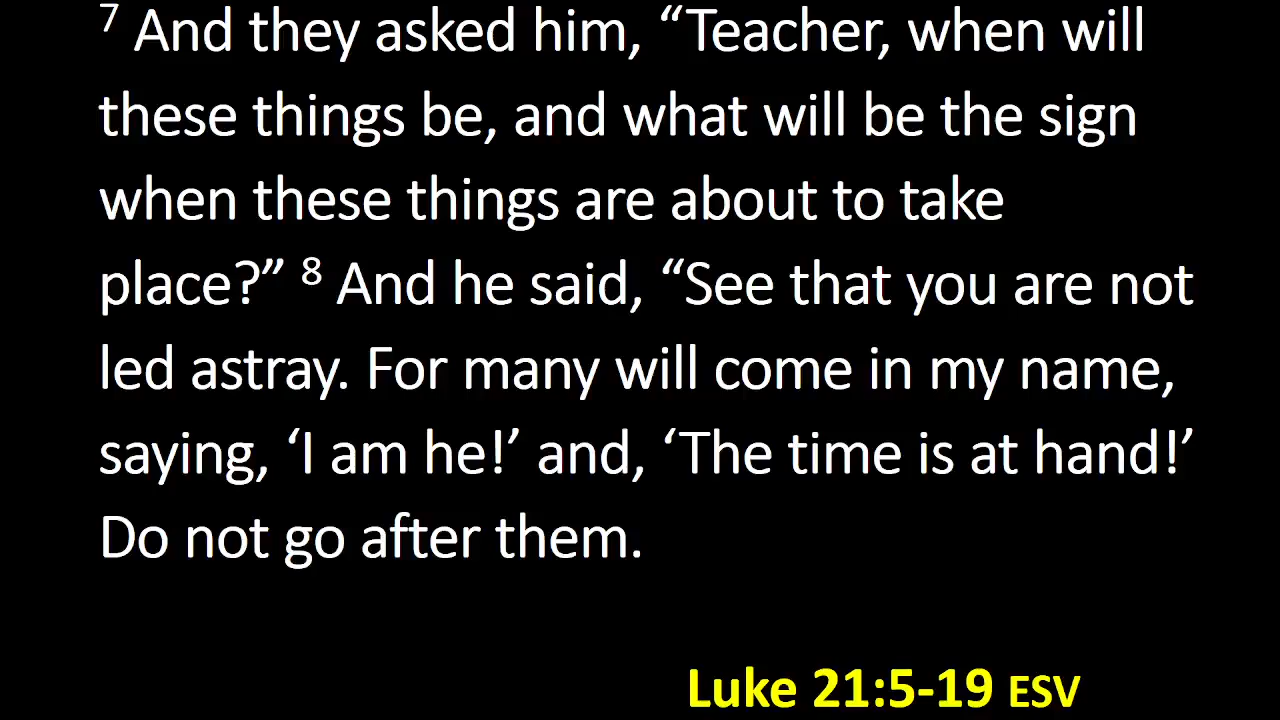 7 And they asked him, “Teacher, when will
these things be, and what will be the sign
when these things are about to take
place?” 8 And he said, “See that you are not
led astray. For many will come in my name,
saying, ‘I am he!’ and, ‘The time is at hand!’
Do not go after them.
Luke 21:5-19 ESV